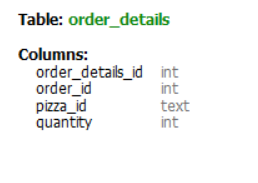 Table: order_details
Columns:
order_details_id int
order_id int
pizza_id text
quantity int